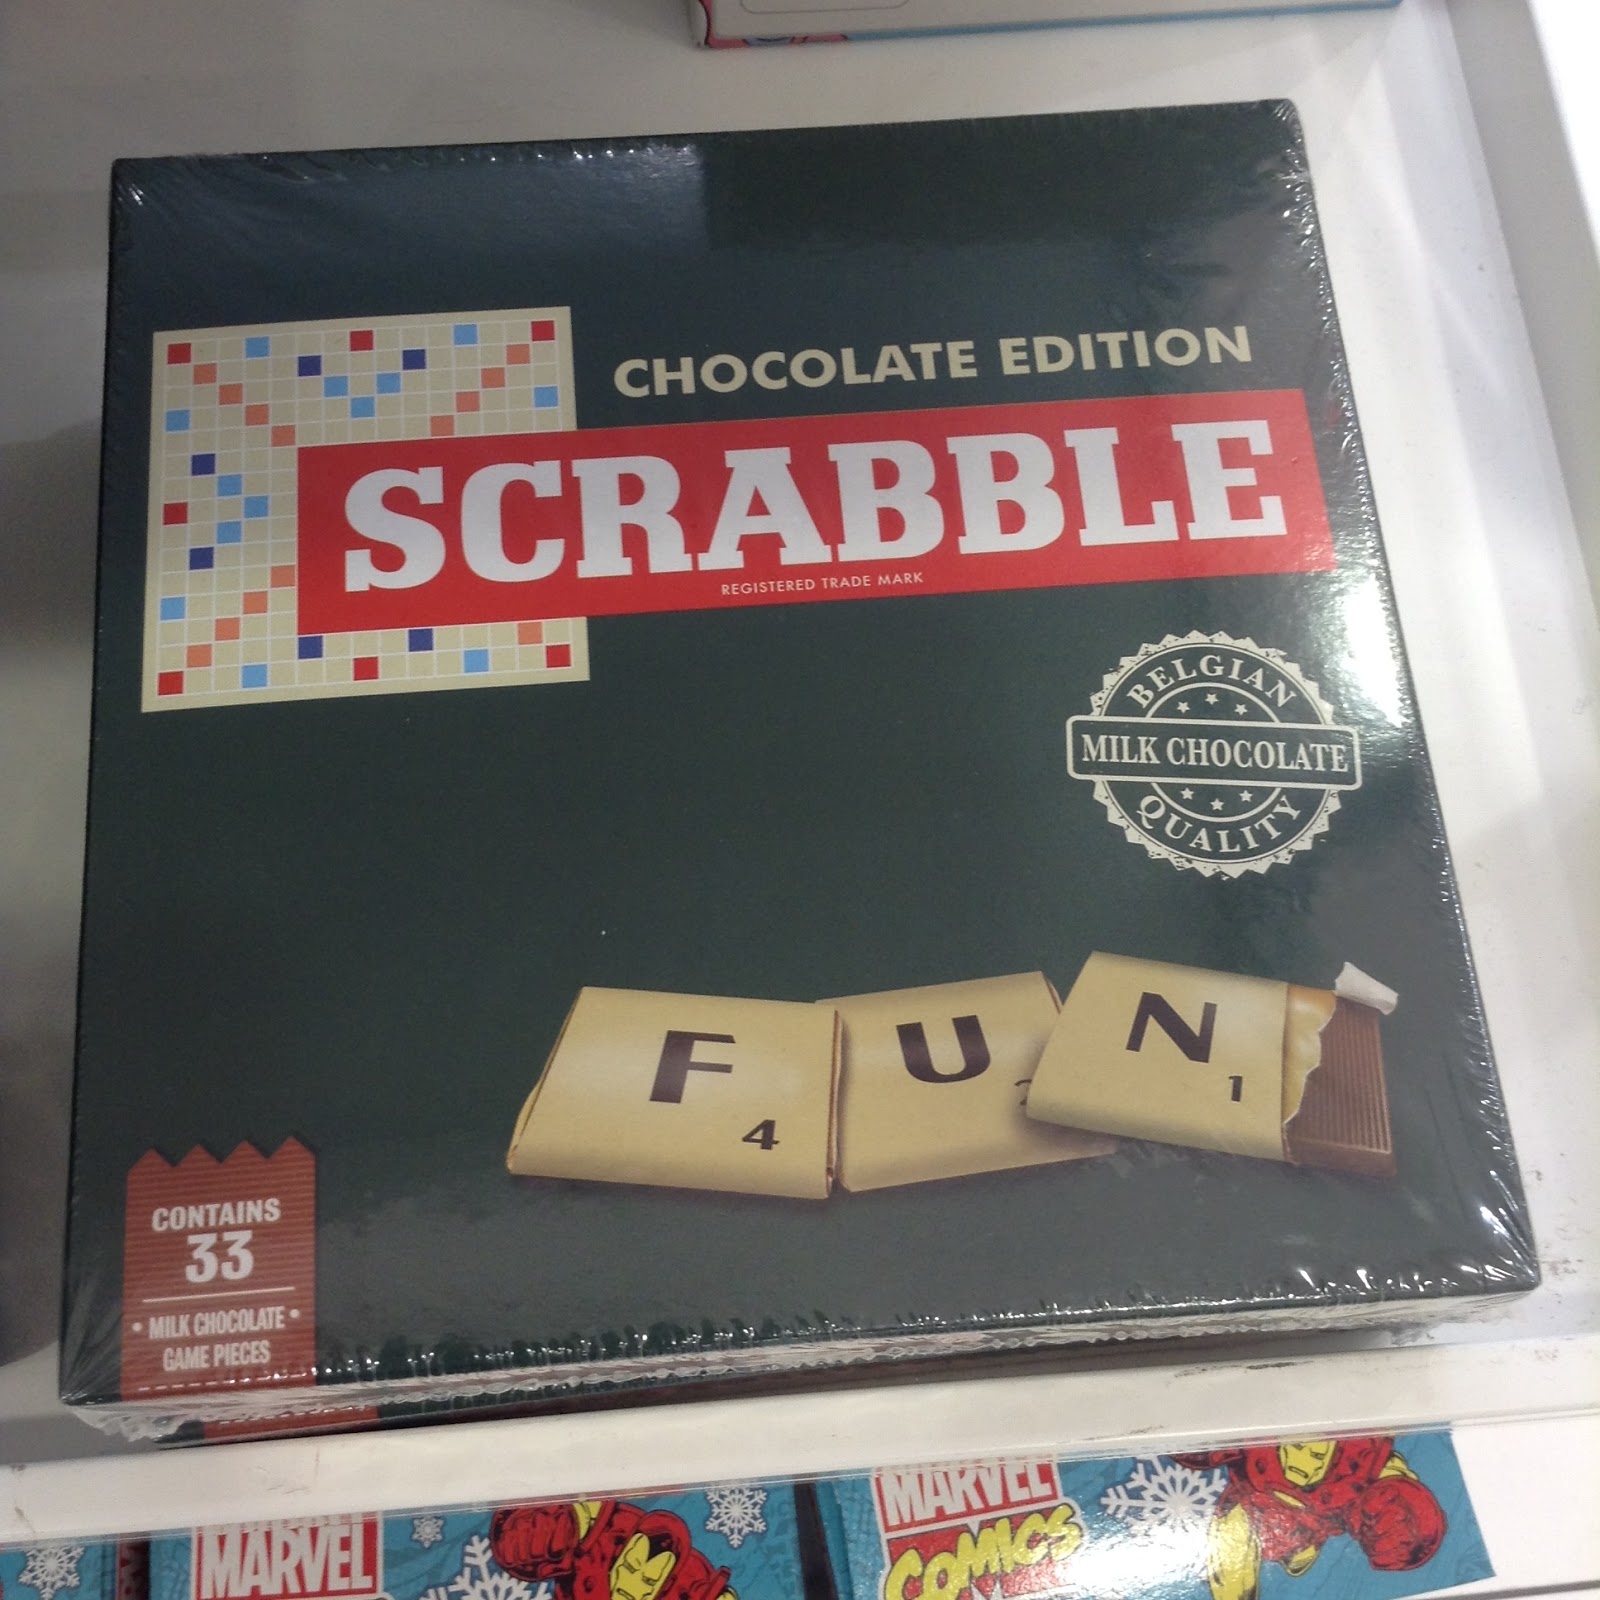 CHOCOLATE EDITION
SCRABBLE
REGISTERED TRADE MARK
BELGIAN
MILK CHOCOLATE
QUALITY
F
4
U
N
1
CONTAINS
33
• MILK CHOCOLATE •
GAME PIECES
MARVEL
MARVEL
COMICS